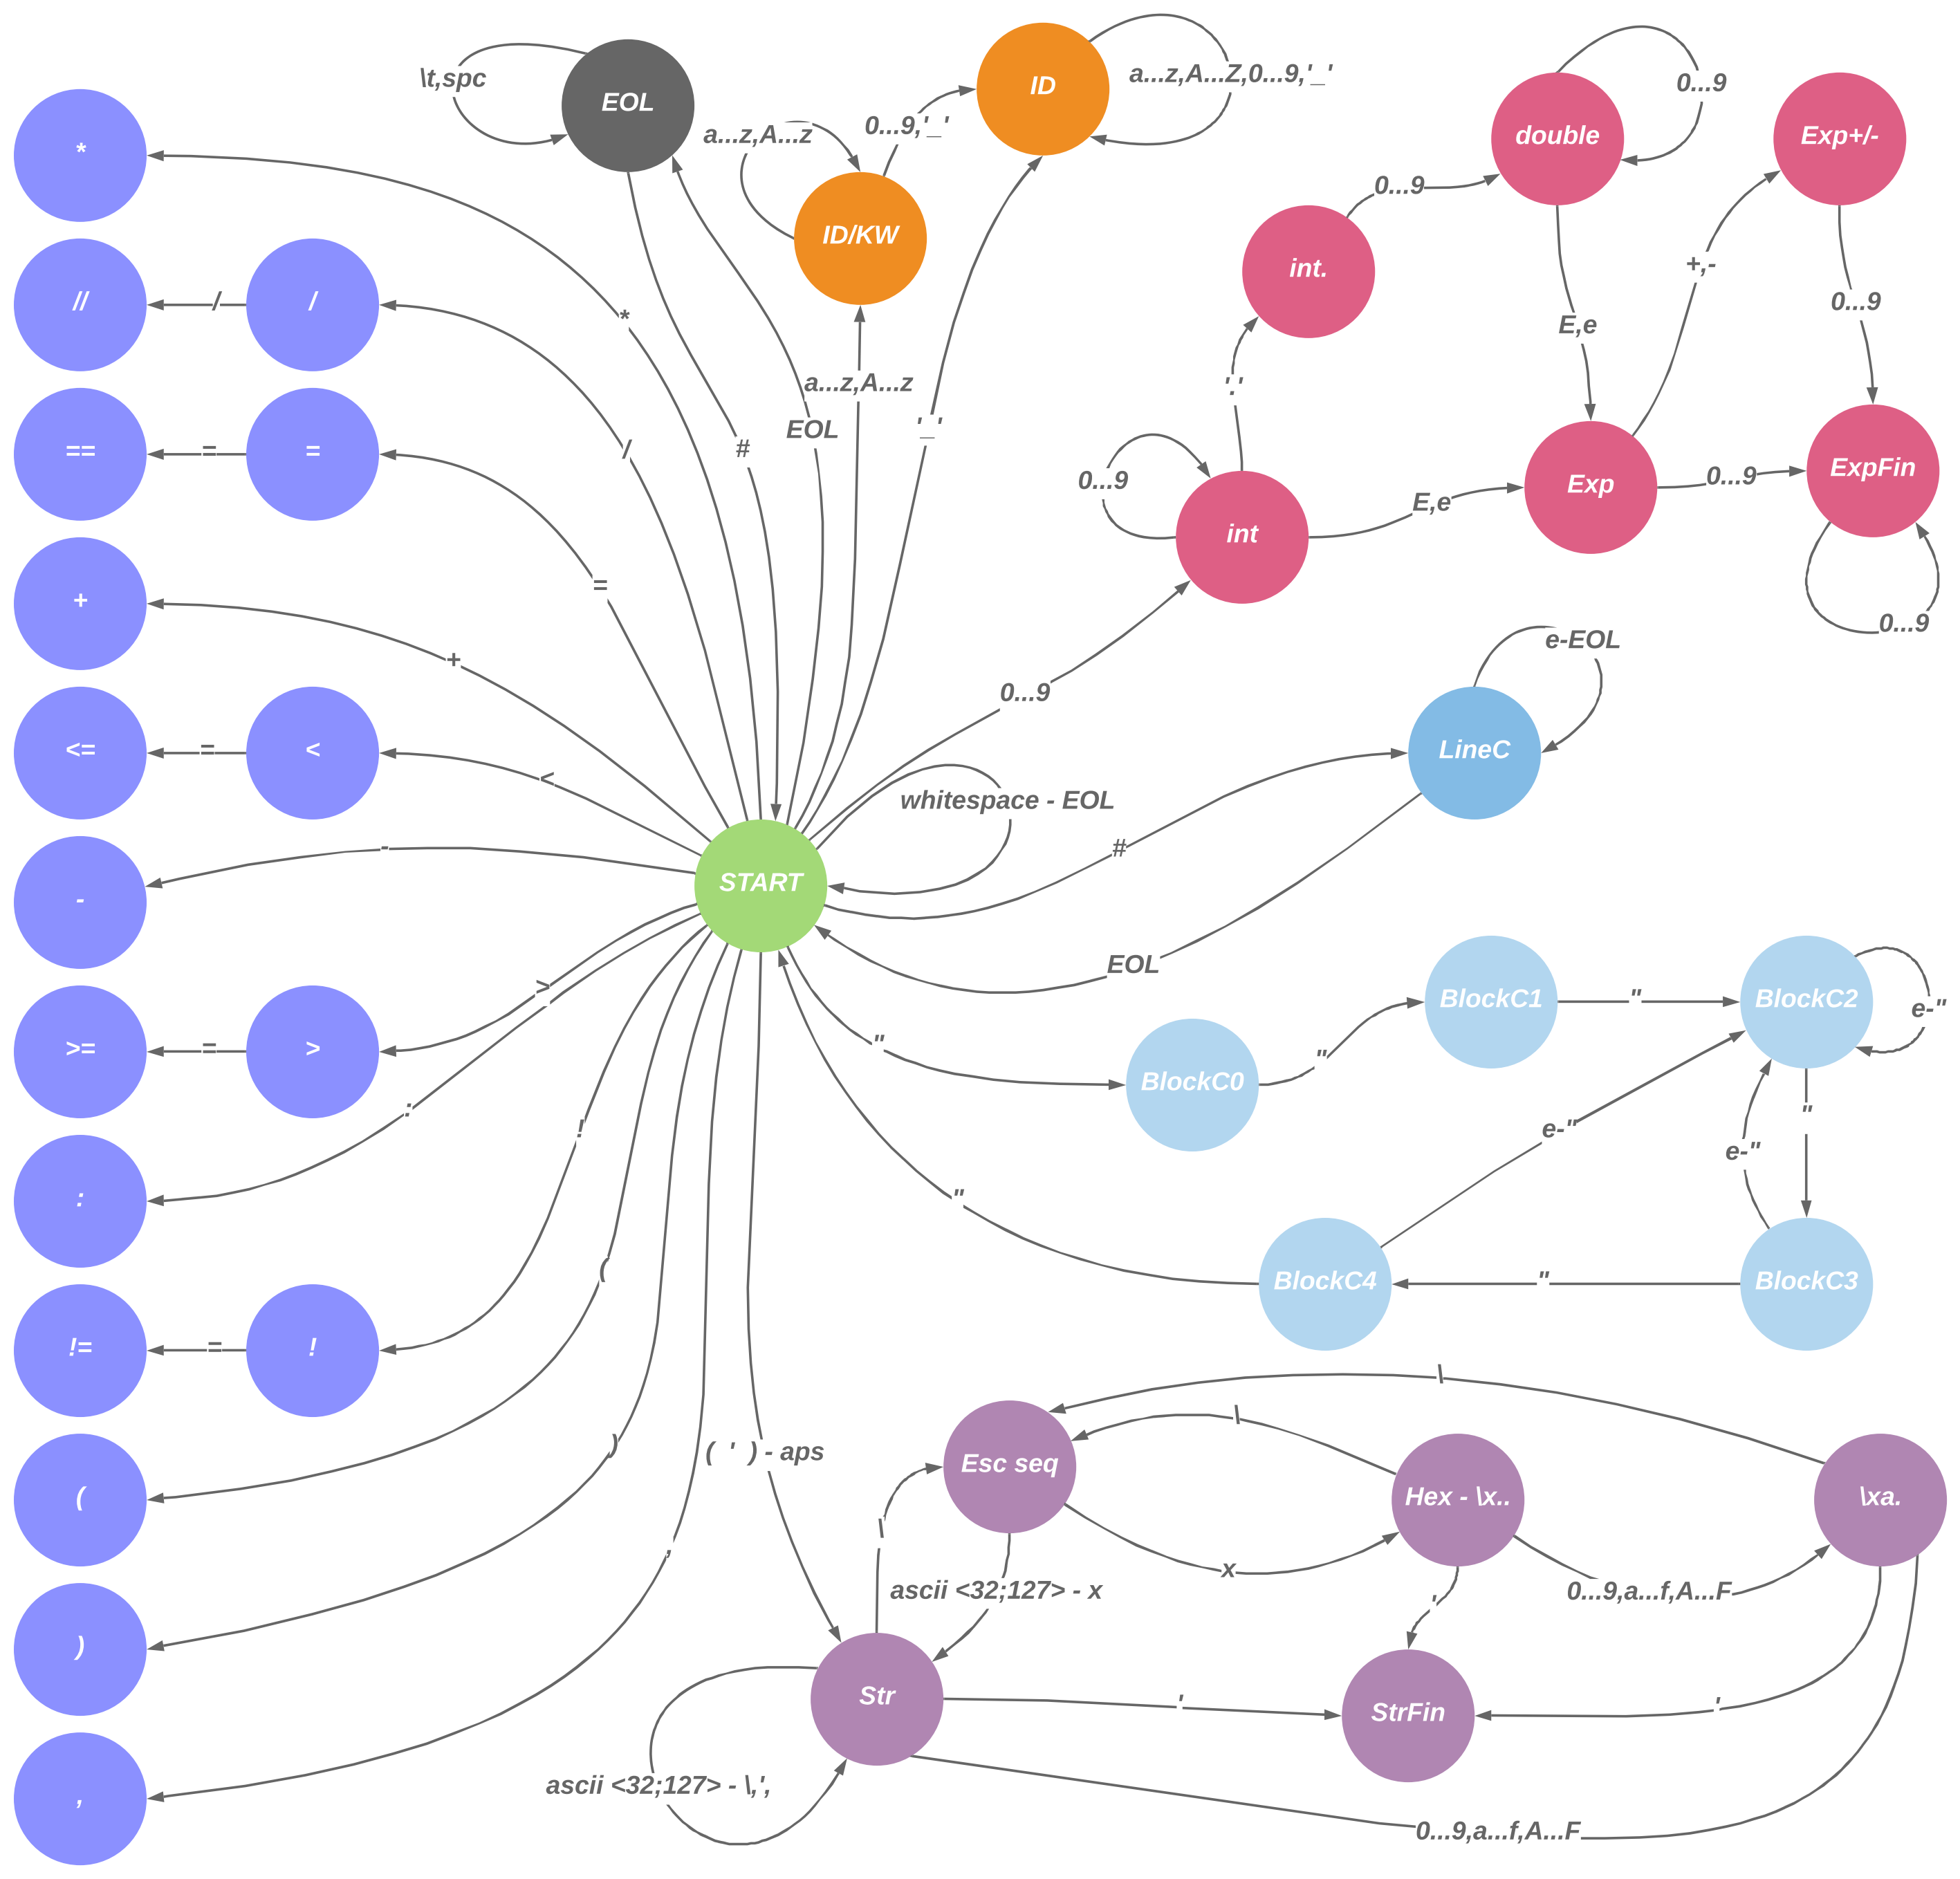 \t,spc
EOL
ID
a...z,A...Z,0...9,'_'
0...9
double
Exp+/-
a...z,A...z
0...9,'_'
*
ID/KW
0...9
int.
+,-
//
/
/
*
E,e
0...9
a...z,A...z
'.'
EOL
'_'
==
=
=
#
/
0...9
E,e
0...9
Exp
ExpFin
int
=
+
0...9
+
e-EOL
0...9
<=
=
<
<
whitespace - EOL
LineC
-
-
START
#
EOL
>
>=
=
>
"
BlockC0
"
BlockC1
"
BlockC2
e-"
:
:
!
e-"
"
e-"
"
(
BlockC4
"
BlockC3
!=
=
!
\
\
( ' ) - aps
Esc seq
Hex - \x..
\xa.
(
)
\
,
x
ascii <32;127> - x
0...9,a...f,A...F
'
)
Str
'
StrFin
'
ascii <32;127> - \,',
0...9,a...f,A...F
,